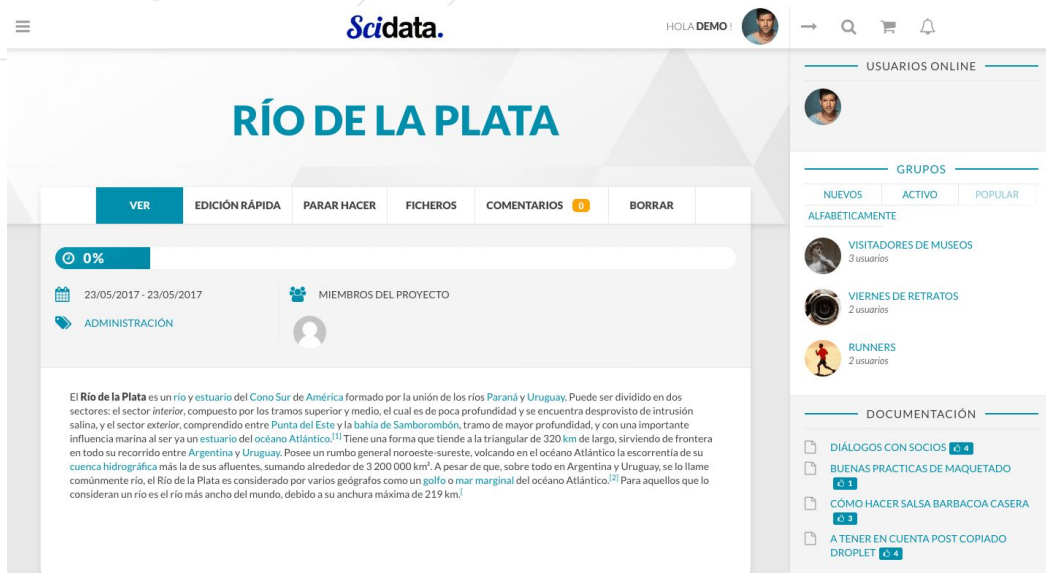 Scidata.
HOLA DEMO !
RÍO DE LA PLATA
VER EDICIÓN RÁPIDA PARAR HACER FICHEROS COMENTARIOS 0 BORRAR
0%
23/05/2017 - 23/05/2017
MIEMBROS DEL PROYECTO
ADMINISTRACIÓN
El Río de la Plata es un río y estuario del Cono Sur de América formado por la unión de los ríos Paraná y Uruguay. Puede ser dividido en dos
sectores: el sector interior, compuesto por los tramos superior y medio, el cual es de poca profundidad y se encuentra desprovisto de intrusión
salina, y el sector exterior, comprendido entre Punta del Este y la bahía de Samborombón, tramo de mayor profundidad, y con una importante
influencia marina al ser ya un estuario del océano Atlántico.[1] Tiene una forma que tiende a la triangular de 320 km de largo, sirviendo de frontera
en todo su recorrido entre Argentina y Uruguay. Posee un rumbo general noroeste-sureste, volcando en el océano Atlántico la escorrentía de su
cuenca hidrográfica más la de sus afluentes, sumando alrededor de 3 200 000 km². A pesar de que, sobre todo en Argentina y Uruguay, se lo llame
comúnmente río, el Río de la Plata es considerado por varios geógrafos como un golfo o mar marginal del océano Atlántico.[2] Para aquellos que lo
consideran un río es el río más ancho del mundo, debido a su anchura máxima de 219 km.[
USUARIOS ONLINE
GRUPOS
NUEVOS ACTIVO POPULAR
ALFABÉTICAMENTE
VISITADORES DE MUSEOS
3 usuarios
VIERNES DE RETRATOS
2 usuarios
RUNNERS
2 usuarios
DOCUMENTACIÓN
DIÁLOGOS CON SOCIOS 4
BUENAS PRACTICAS DE MAQUETADO
1
CÓMO HACER SALSA BARBACOA CASERA
3
A TENER EN CUENTA POST COPIADO
DROPLET 4